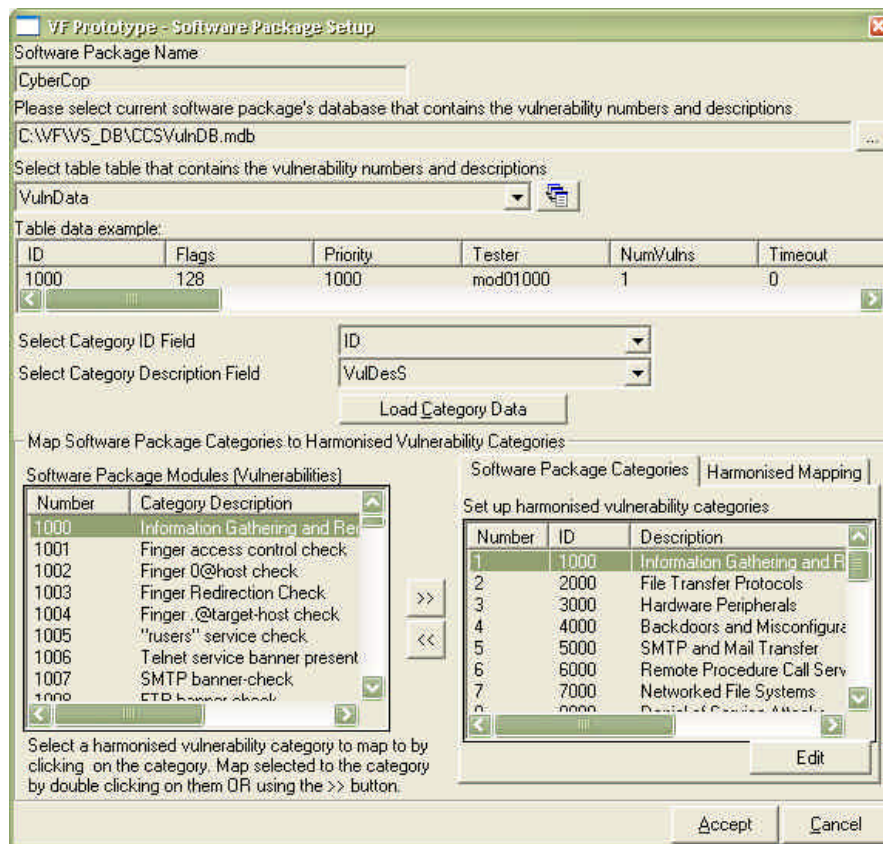 VF Prototype - Software Package Setup
Software Package Name
CyberCop
Please select current software package's database that contains the vulnerability numbers and descriptions
C:\VF\VS_DB\CCSVulnDB.mdb
...
Select table table that contains the vulnerability numbers and descriptions
VulnData
Table data example:
ID Flags Priority Tester NumVulns Timeout
1000 128 1000 mod01000 1 0
Select Category ID Field ID
Select Category Description Field VulDesS
Load Category Data
Map Software Package Categories to Harmonised Vulnerability Categories
Software Package Modules (Vulnerabilities)
Number Category Description
1000 Information Gathering and Re
1001 Finger access control check
1002 Finger 0@host check
1003 Finger Redirection Check
1004 Finger .@target-host check
1005 "rusers" service check
1006 Telnet service banner present
1007 SMTP banner-check
1008 FTP banner check
>>
<<
Software Package Categories Harmonised Mapping
Set up harmonised vulnerability categories
Number ID Description
1 1000 Information Gathering and R
2 2000 File Transfer Protocols
3 3000 Hardware Peripherals
4 4000 Backdoors and Misconfigura
5 5000 SMTP and Mail Transfer
6 6000 Remote Procedure Call Serv
7 7000 Networked File Systems
Denial of Service Attacks
Edit
Select a harmonised vulnerability category to map to by
clicking on the category. Map selected to the category
by double clicking on them OR using the >> button.
Accept Cancel